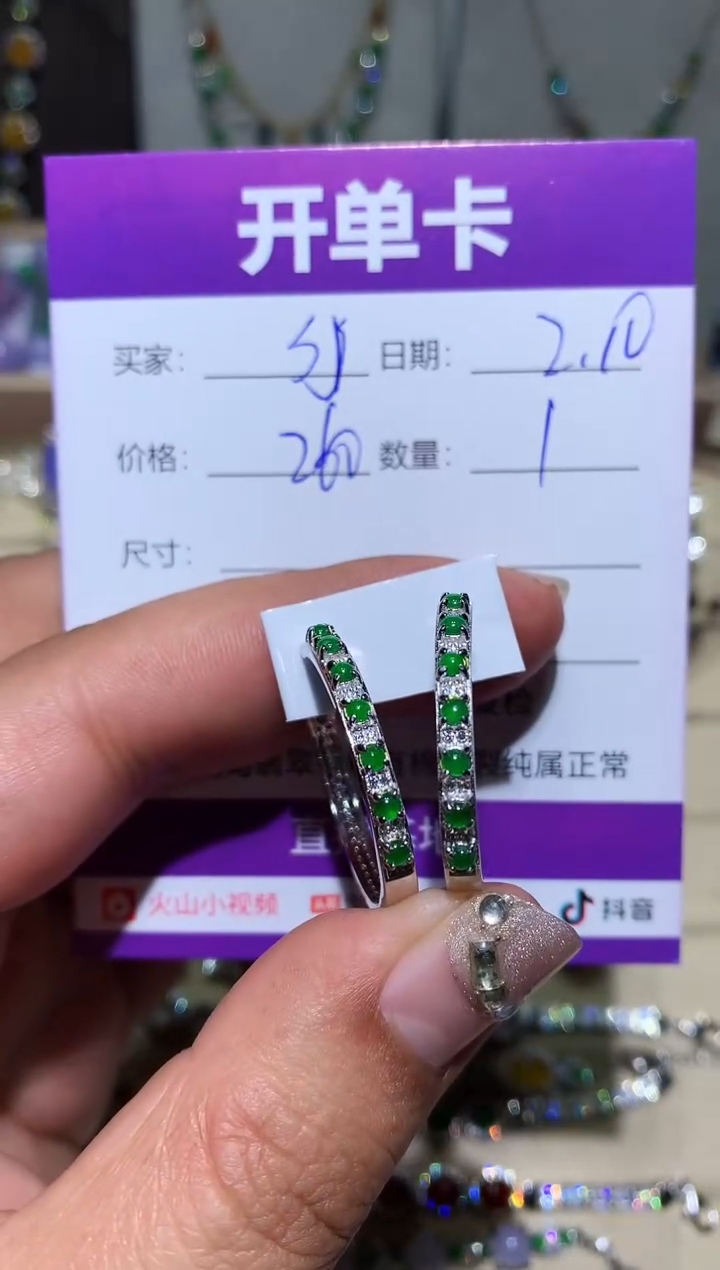 开单卡
买家： SJ 日期： 2.10
价格： 260 数量： 1
尺寸：
纯属正常
火山小视频 抖音